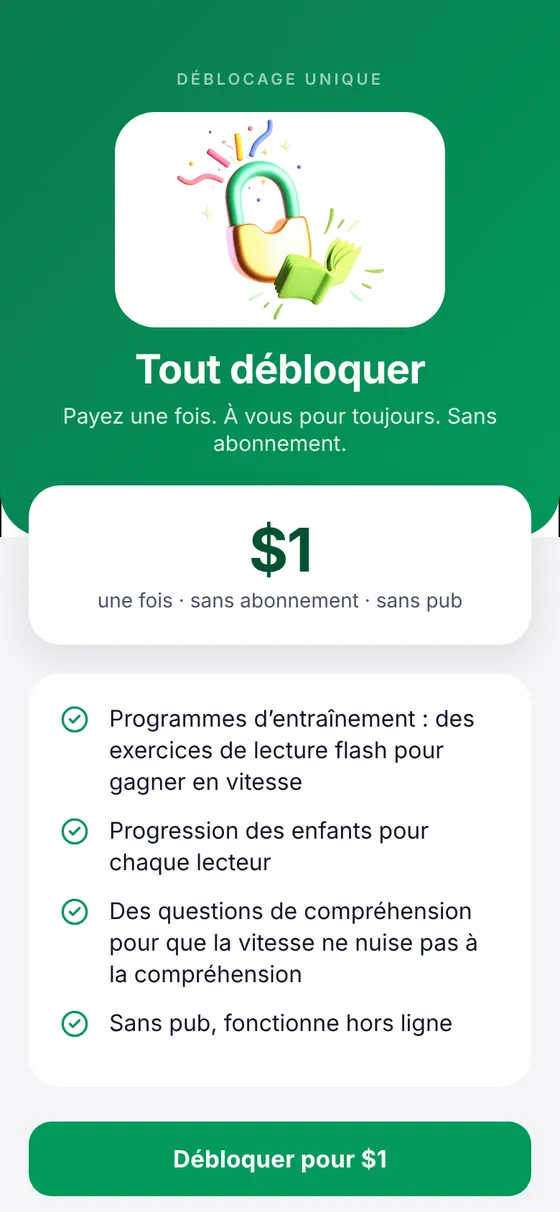 DÉBLOCAGE UNIQUE
Tout débloquer
Payez une fois. À vous pour toujours. Sans
abonnement.
$1
une fois · sans abonnement · sans pub
Programmes d’entraînement : des
exercices de lecture flash pour
gagner en vitesse
Progression des enfants pour
chaque lecteur
Des questions de compréhension
pour que la vitesse ne nuise pas à
la compréhension
Sans pub, fonctionne hors ligne
Débloquer pour $1